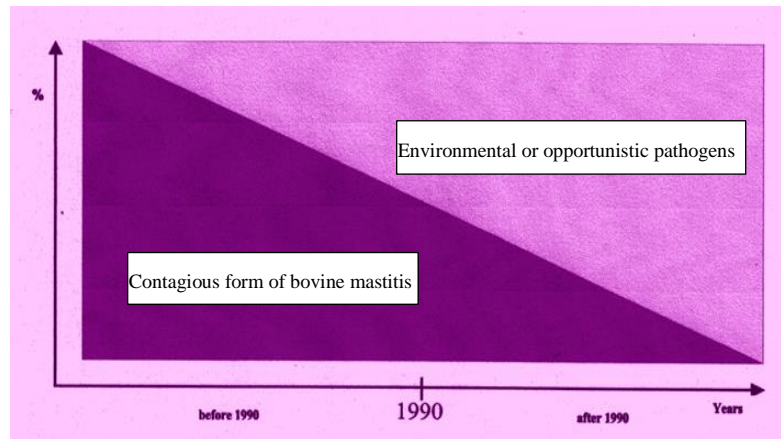 %
Environmental or opportunistic pathogens
Contagious form of bovine mastitis
before 1990
1990
after 1990
Years